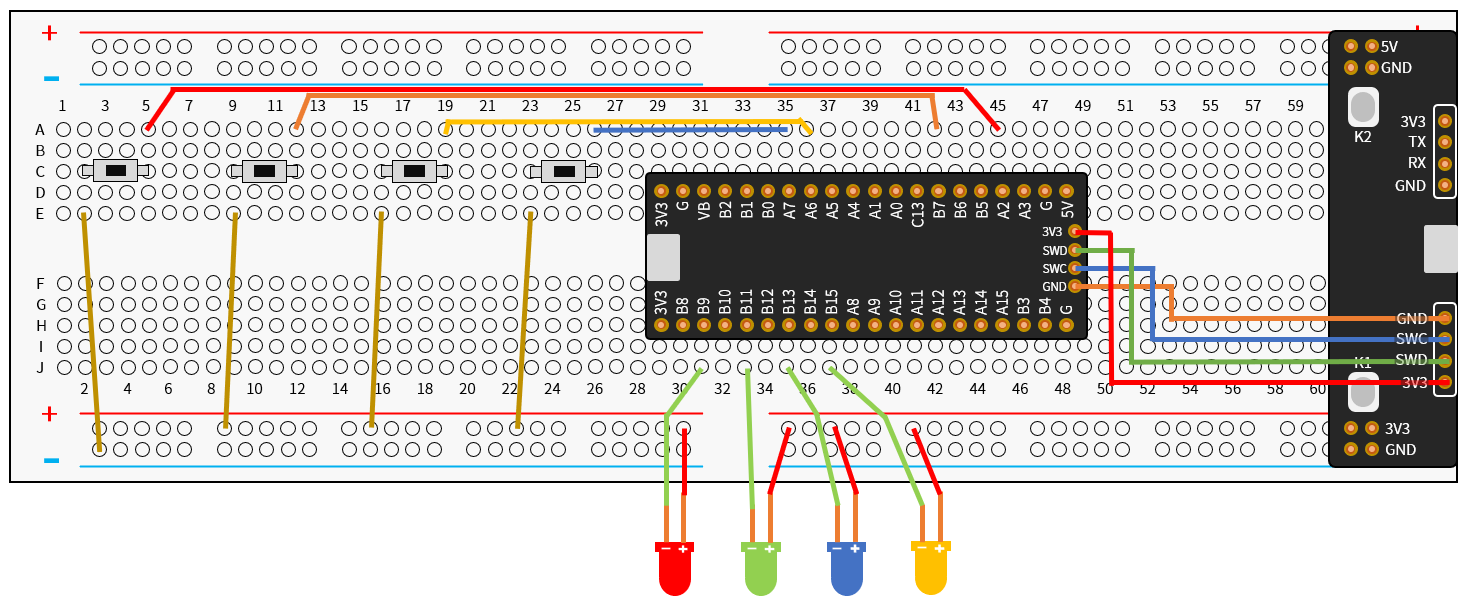 +
−
5V
GND
1 3 5 7 9 11 13 15 17 19 21 23 25 27 29 31 33 35 37 39 41 43 45 47 49 51 53 55 57 59
A
B
C
D
E
K2
3V3
TX
RX
GND
3V3 G VB B2 B1 B0 A7 A6 A5 A4 A1 A0 C13 B7 B6 B5 A2 A3 G 5V
3V3
SWD
SWC
GND
3V3 B8 B9 B10 B11 B12 B13 B14 B15 A8 A9 A10 A11 A12 A13 A14 A15 B3 B4 G
F
G
H
I
J
GND
SWC
SWD
3V3
K1
2 4 6 8 10 12 14 16 18 20 22 24 26 28 30 32 34 36 38 40 42 44 46 48 50 52 54 56 58 60
+
−
3V3
GND
− + − + − + − +